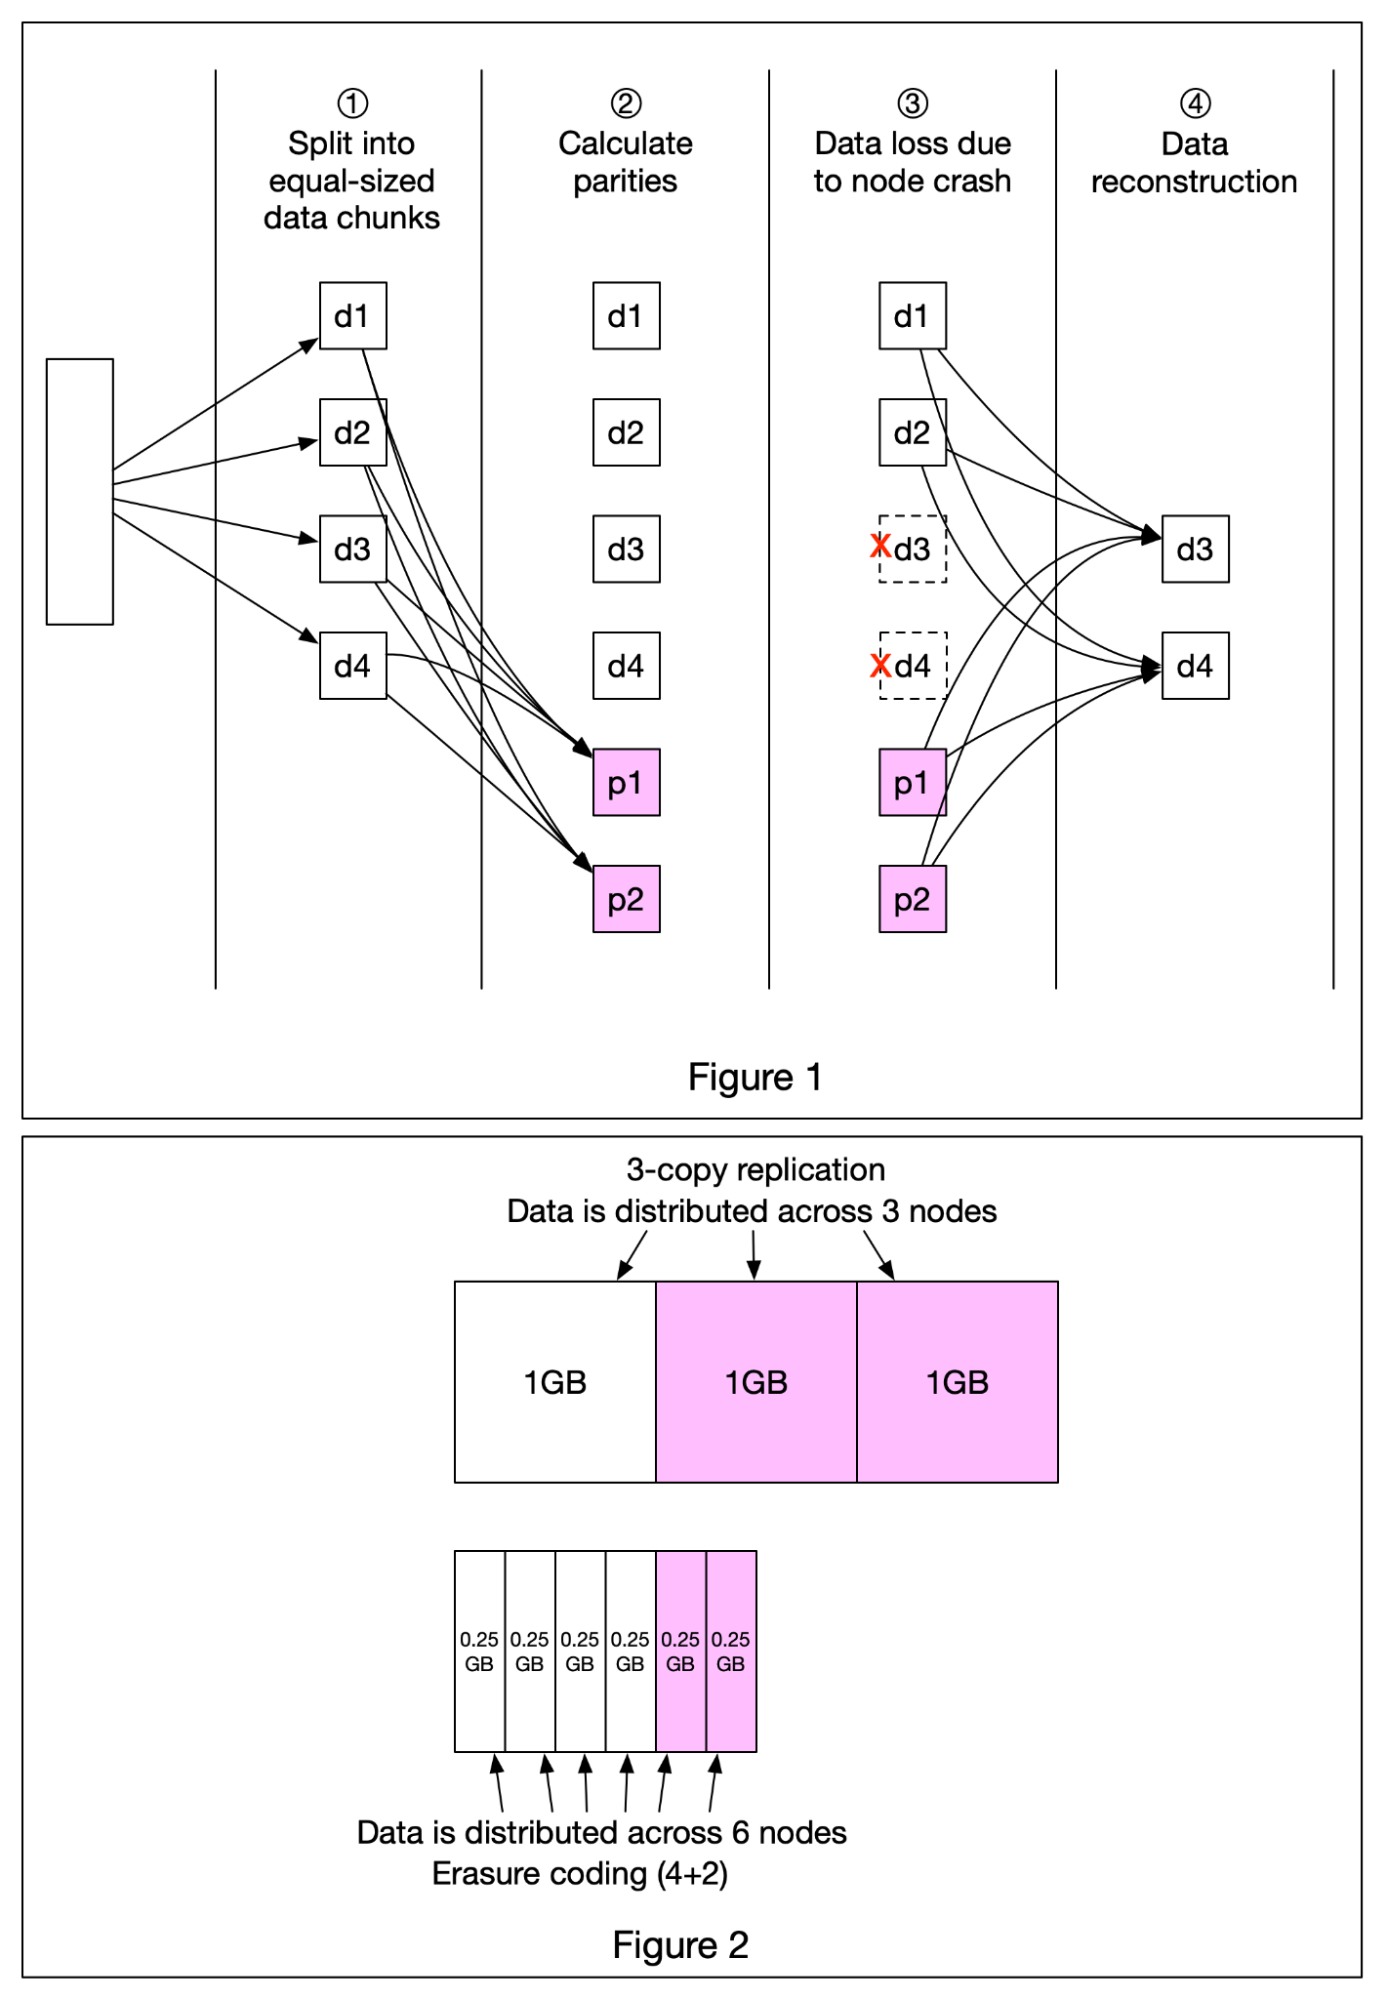 ①
Split into
equal-sized
data chunks
②
Calculate
parities
③
Data loss due
to node crash
④
Data
reconstruction
d1
d2
d3
d4
d1
d2
d3
d4
p1
p2
d1
d2
X d3
X d4
p1
p2
d3
d4
Figure 1
3-copy replication
Data is distributed across 3 nodes
1GB
1GB
1GB
0.25
GB
0.25
GB
0.25
GB
0.25
GB
0.25
GB
0.25
GB
Data is distributed across 6 nodes
Erasure coding (4+2)
Figure 2